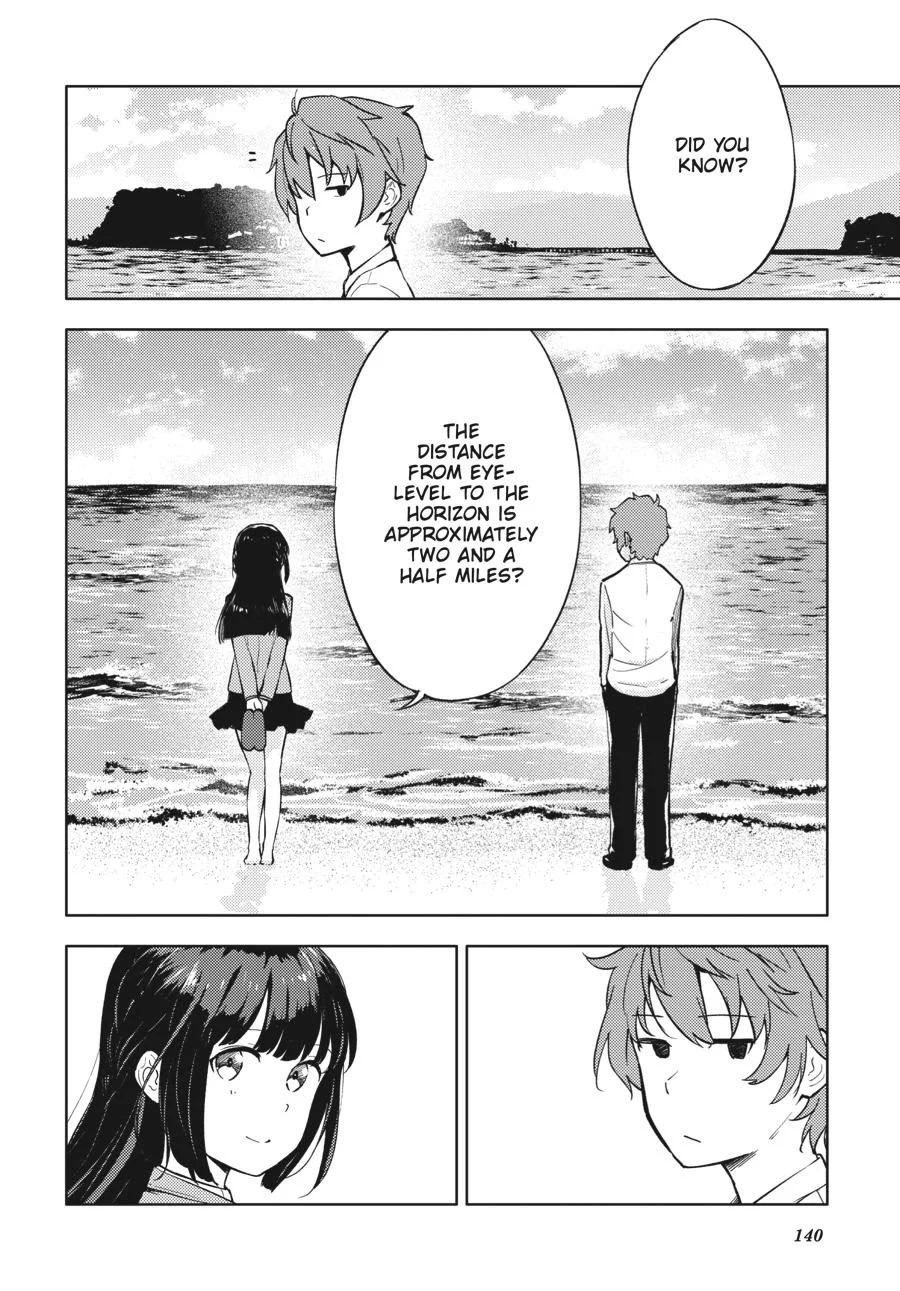 DID YOU
KNOW?
THE
DISTANCE
FROM EYE-
LEVEL TO THE
HORIZON IS
APPROXIMATELY
TWO AND A
HALF MILES?
140